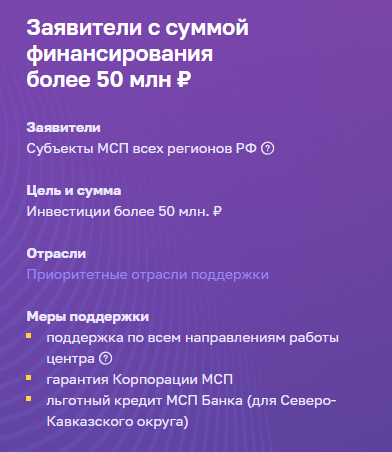 Заявители с суммой
финансирования
более 50 млн ₽
Заявители
Субъекты МСП всех регионов РФ ?
Цель и сумма
Инвестиции более 50 млн. ₽
Отрасли
Приоритетные отрасли поддержки
Меры поддержки
поддержка по всем направлениям работы
центра ?
гарантия Корпорации МСП
льготный кредит МСП Банка (для Северо-
Кавказского округа)